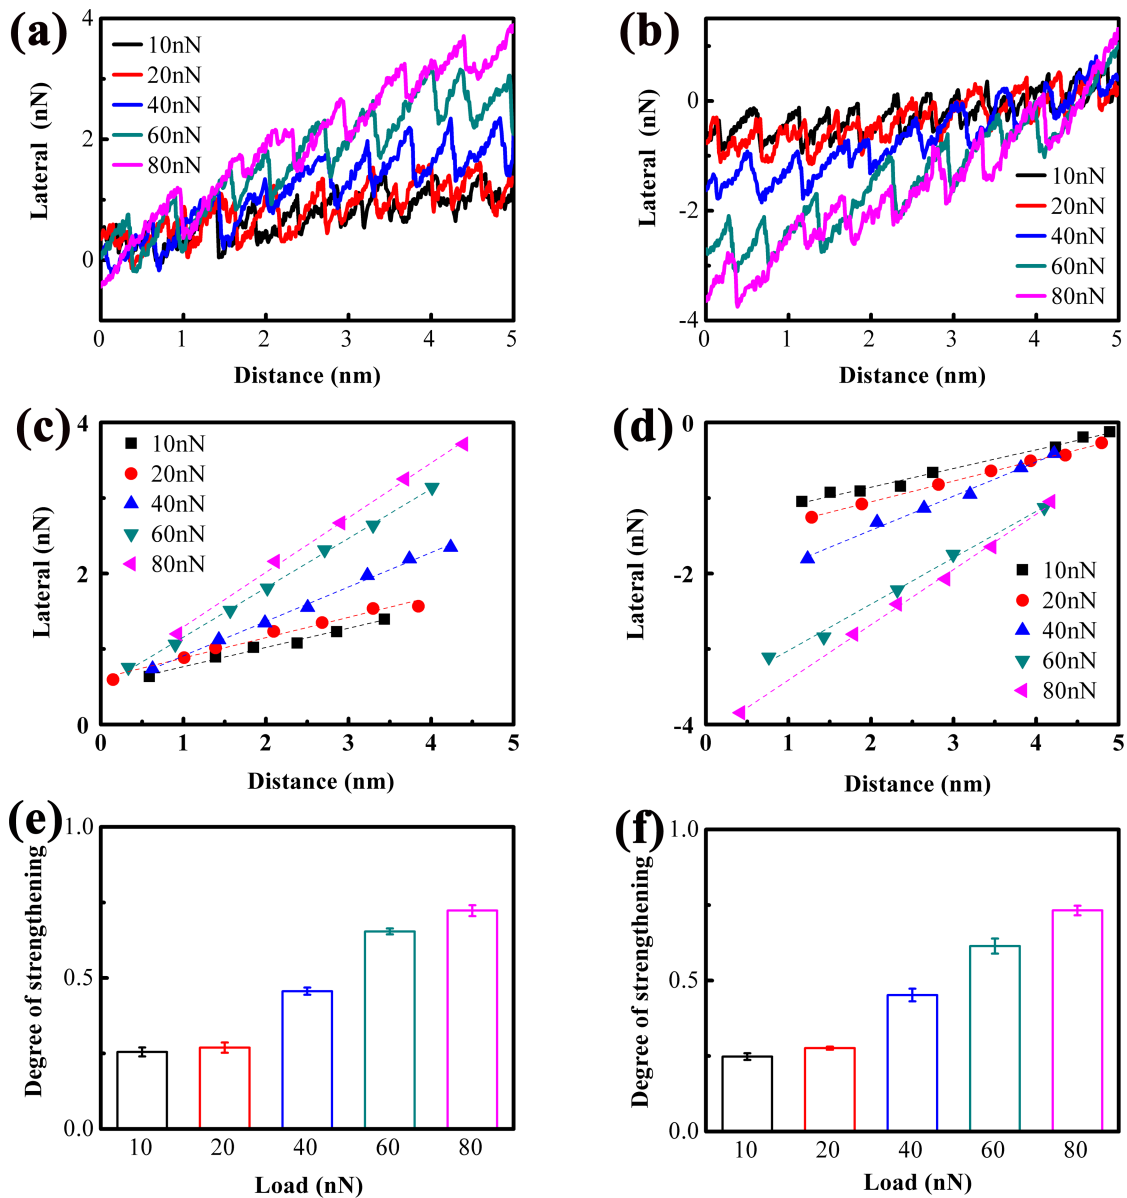 (a)
Lateral (nN)
4
2
0
10nN
20nN
40nN
60nN
80nN
0 1 2 3 4 5
Distance (nm)
(b)
Lateral (nN)
0
-2
-4
10nN
20nN
40nN
60nN
80nN
0 1 2 3 4 5
Distance (nm)
(c)
Lateral (nN)
4
2
0
10nN
20nN
40nN
60nN
80nN
0 1 2 3 4 5
Distance (nm)
(d)
Lateral (nN)
-0
-2
-4
10nN
20nN
40nN
60nN
80nN
0 1 2 3 4 5
Distance (nm)
(e)
Degree of strengthening
1.0
0.5
0.0
10 20 40 60 80
Load (nN)
(f)
Degree of strengthening
1.0
0.5
0.0
10 20 40 60 80
Load (nN)